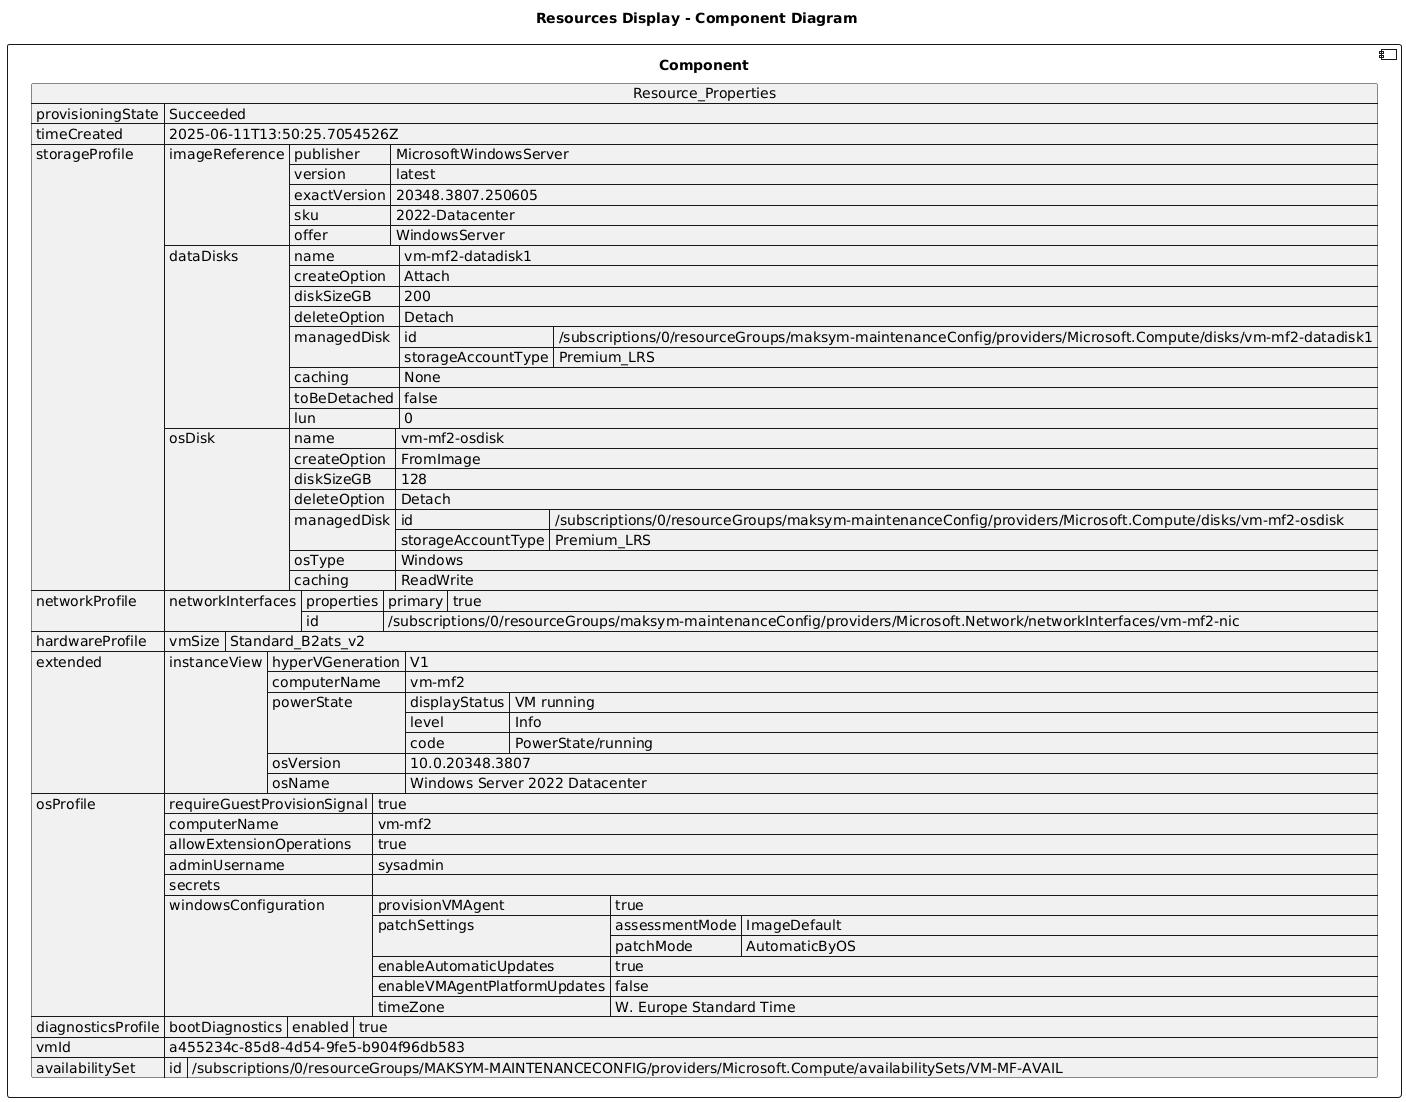 Resources Display - Component Diagram
Component
Resource_Properties
provisioningState Succeeded
timeCreated 2025-06-11T13:50:25.7054526Z
storageProfile imageReference publisher MicrosoftWindowsServer
version latest
exactVersion 20348.3807.250605
sku 2022-Datacenter
offer WindowsServer
dataDisks name vm-mf2-datadisk1
createOption Attach
diskSizeGB 200
deleteOption Detach
managedDisk id /subscriptions/0/resourceGroups/maksym-maintenanceConfig/providers/Microsoft.Compute/disks/vm-mf2-datadisk1
storageAccountType Premium_LRS
caching None
toBeDetached false
lun 0
osDisk name vm-mf2-osdisk
createOption FromImage
diskSizeGB 128
deleteOption Detach
managedDisk id /subscriptions/0/resourceGroups/maksym-maintenanceConfig/providers/Microsoft.Compute/disks/vm-mf2-osdisk
storageAccountType Premium_LRS
osType Windows
caching ReadWrite
networkProfile networkInterfaces properties primary true
id /subscriptions/0/resourceGroups/maksym-maintenanceConfig/providers/Microsoft.Network/networkInterfaces/vm-mf2-nic
hardwareProfile vmSize Standard_B2ats_v2
extended instanceView hyperVGeneration V1
computerName vm-mf2
powerState displayStatus VM running
level Info
code PowerState/running
osVersion 10.0.20348.3807
osName Windows Server 2022 Datacenter
osProfile requireGuestProvisionSignal true
computerName vm-mf2
allowExtensionOperations true
adminUsername sysadmin
secrets
windowsConfiguration provisionVMAgent true
patchSettings assessmentMode ImageDefault
patchMode AutomaticByOS
enableAutomaticUpdates true
enableVMAgentPlatformUpdates false
timeZone W. Europe Standard Time
diagnosticsProfile bootDiagnostics enabled true
vmId a455234c-85d8-4d54-9fe5-b904f96db583
availabilitySet id /subscriptions/0/resourceGroups/MAKSYM-MAINTENANCECONFIG/providers/Microsoft.Compute/availabilitySets/VM-MF-AVAIL